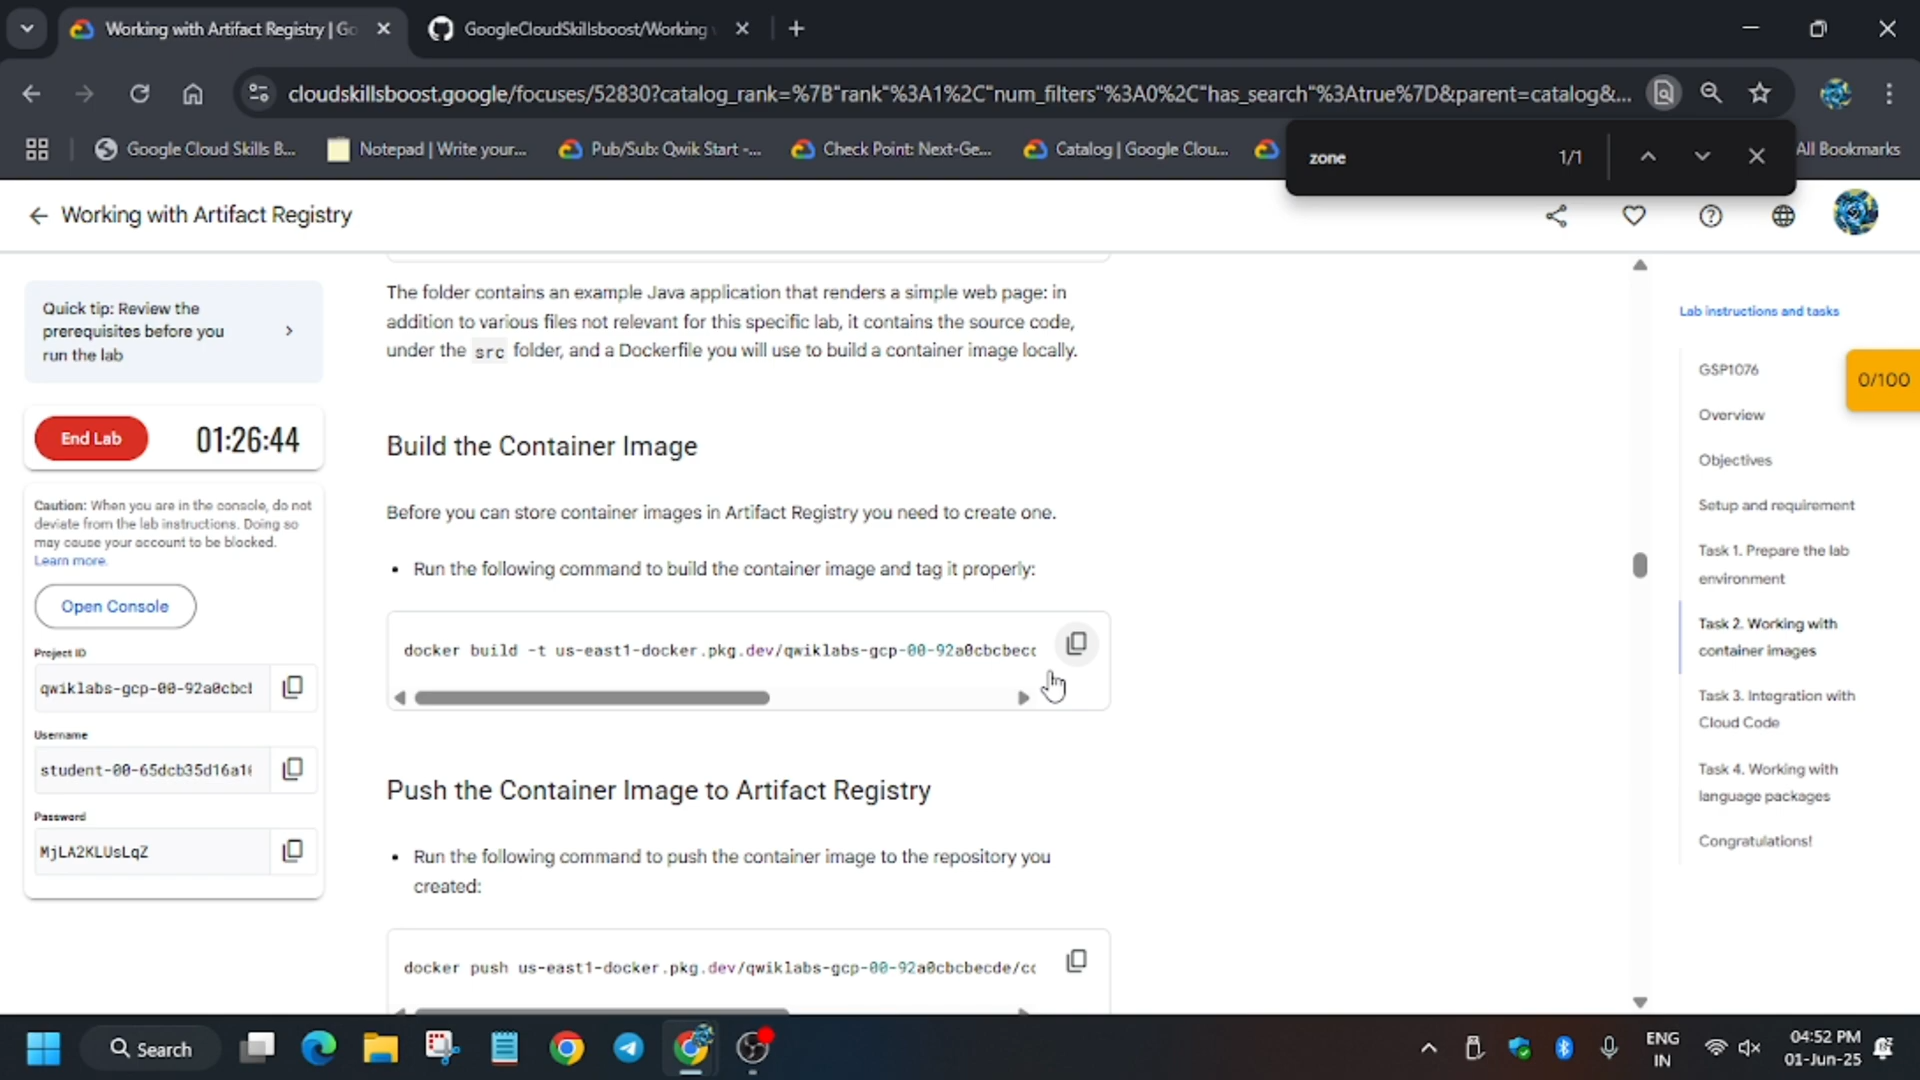 Working with Artifact Registry | Go
GoogleCloudSkillsboost/Working
cloudskillsboost.google/focuses/52830?catalog_rank=%7B"rank"%3A1%2C"num_filters"%3A0%2C"has_search"%3Atrue%7D&parent=catalog&...
Google Cloud Skills B...
Notepad | Write your...
Pub/Sub: Qwik Start -...
Check Point: Next-Ge...
Catalog | Google Clou...
All Bookmarks
zone
1/1
Working with Artifact Registry
Quick tip: Review the
prerequisites before you
run the lab
End Lab
01:26:44
Caution: When you are in the console, do not
deviate from the lab instructions. Doing so
may cause your account to be blocked.
Learn more.
Open Console
Project ID
qwiklabs-gcp-00-92a0cbcb
Username
student-00-65dcb35d16a1
Password
MjLA2KLUsLqZ
The folder contains an example Java application that renders a simple web page: in
addition to various files not relevant for this specific lab, it contains the source code,
under the src folder, and a Dockerfile you will use to build a container image locally.
Build the Container Image
Before you can store container images in Artifact Registry you need to create one.
• Run the following command to build the container image and tag it properly:
docker build -t us-east1-docker.pkg.dev/qwiklabs-gcp-00-92a0cbcbecc
Push the Container Image to Artifact Registry
• Run the following command to push the container image to the repository you
created:
docker push us-east1-docker.pkg.dev/qwiklabs-gcp-00-92a0cbcbecde/cc
Lab instructions and tasks
GSP1076
0/100
Overview
Objectives
Setup and requirement
Task 1. Prepare the lab
environment
Task 2. Working with
container images
Task 3. Integration with
Cloud Code
Task 4. Working with
language packages
Congratulations!
Search
ENG
IN
04:52 PM
01-Jun-25